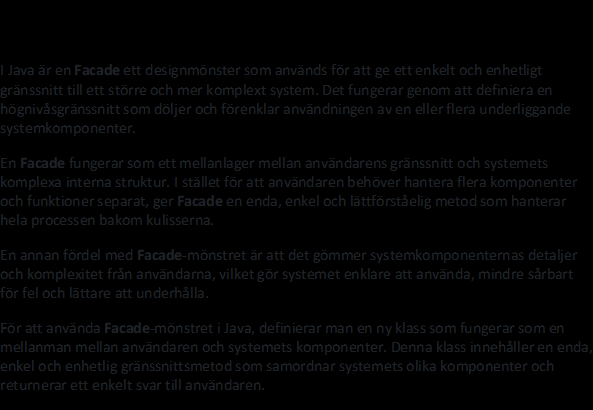 I Java är en Facade ett designmönster som används för att ge ett enkelt och enhetligt
gränssnitt till ett större och mer komplext system. Det fungerar genom att definiera en
högnivåsgränssnitt som döljer och förenklar användningen av en eller flera underliggande
systemkomponenter.
En Facade fungerar som ett mellanlager mellan användarens gränssnitt och systemets
komplexa interna struktur. I stället för att användaren behöver hantera flera komponenter
och funktioner separat, ger Facade en enda, enkel och lättförståelig metod som hanterar
hela processen bakom kulisserna.
En annan fördel med Facade-mönstret är att det gömmer systemkomponenternas detaljer
och komplexitet från användarna, vilket gör systemet enklare att använda, mindre sårbart
för fel och lättare att underhålla.
För att använda Facade-mönstret i Java, definierar man en ny klass som fungerar som en
mellanman mellan användaren och systemets komponenter. Denna klass innehåller en enda,
enkel och enhetlig gränssnittsmetod som samordnar systemets olika komponenter och
returnerar ett enkelt svar till användaren.